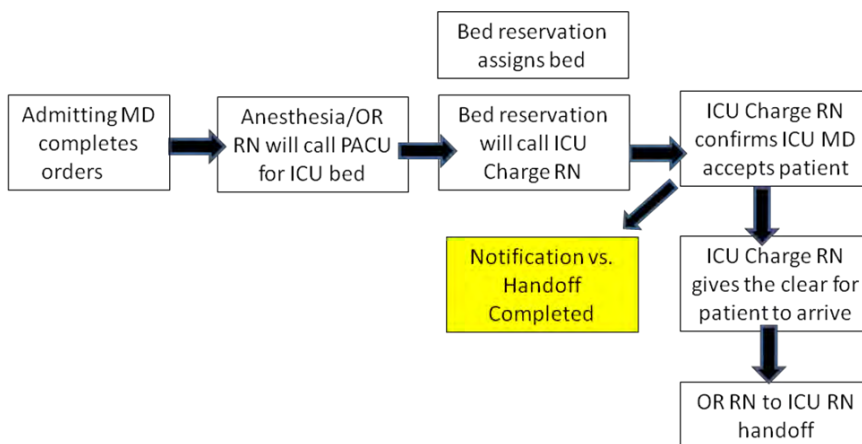 Bed reservation
assigns bed
Admitting MD
completes
orders
Anesthesia/OR
RN will call PACU
for ICU bed
Bed reservation
will call ICU
Charge RN
ICU Charge RN
confirms ICU MD
accepts patient
Notification vs.
Handoff
Completed
ICU Charge RN
gives the clear for
patient to arrive
OR RN to ICU RN
handoff